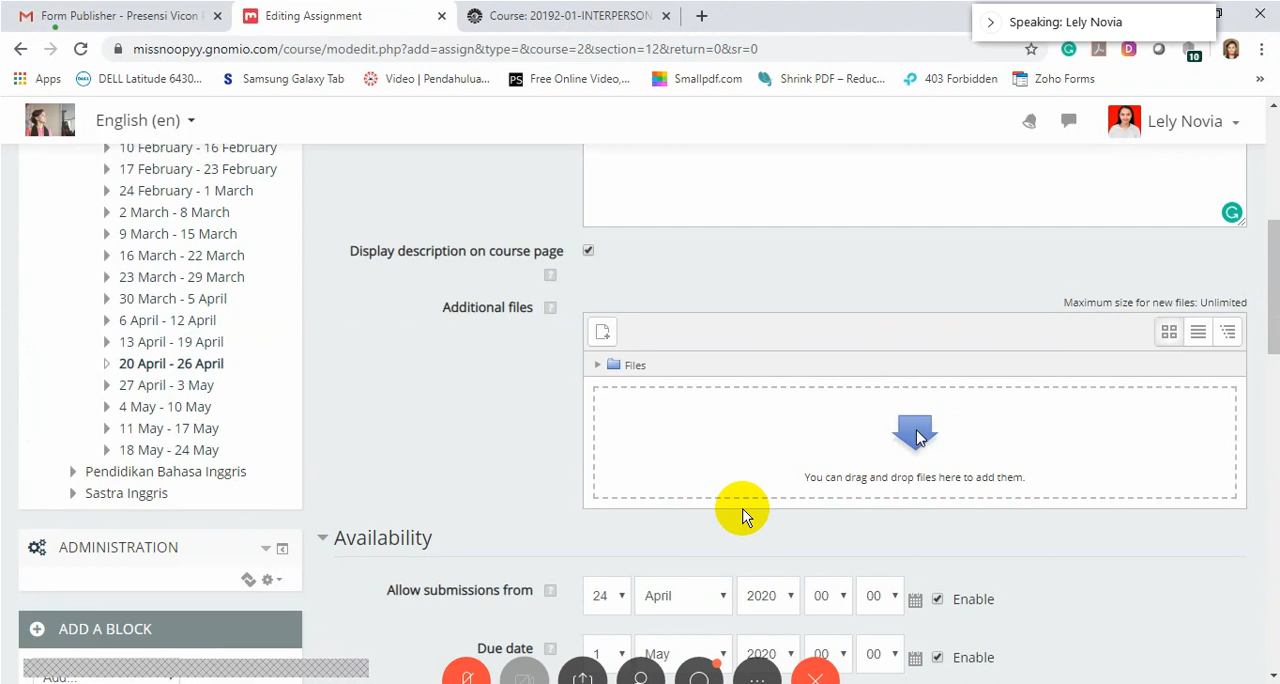 Form Publisher - Presensi Vicon
Editing Assignment
Course: 20192-01-INTERPERSON
Speaking: Lely Novia
missnoopyy.gnomio.com/course/modedit.php?add=assign&type=&course=2&section=12&return=0&sr=0
10
Apps
DELL Latitude 6430...
Samsung Galaxy Tab
Video | Pendahulua...
Free Online Video,...
Smallpdf.com
Shrink PDF – Reduc...
403 Forbidden
Zoho Forms
»
English (en)
Lely Novia
10 February - 16 February
17 February - 23 February
24 February - 1 March
2 March - 8 March
9 March - 15 March
16 March - 22 March
23 March - 29 March
30 March - 5 April
6 April - 12 April
13 April - 19 April
20 April - 26 April
27 April - 3 May
4 May - 10 May
11 May - 17 May
18 May - 24 May
Pendidikan Bahasa Inggris
Sastra Inggris
ADMINISTRATION
ADD A BLOCK
Display description on course page
Additional files
Maximum size for new files: Unlimited
Files
You can drag and drop files here to add them.
Availability
Allow submissions from
24 April 2020 00 00 Enable
Due date
1 May 2020 00 00 Enable